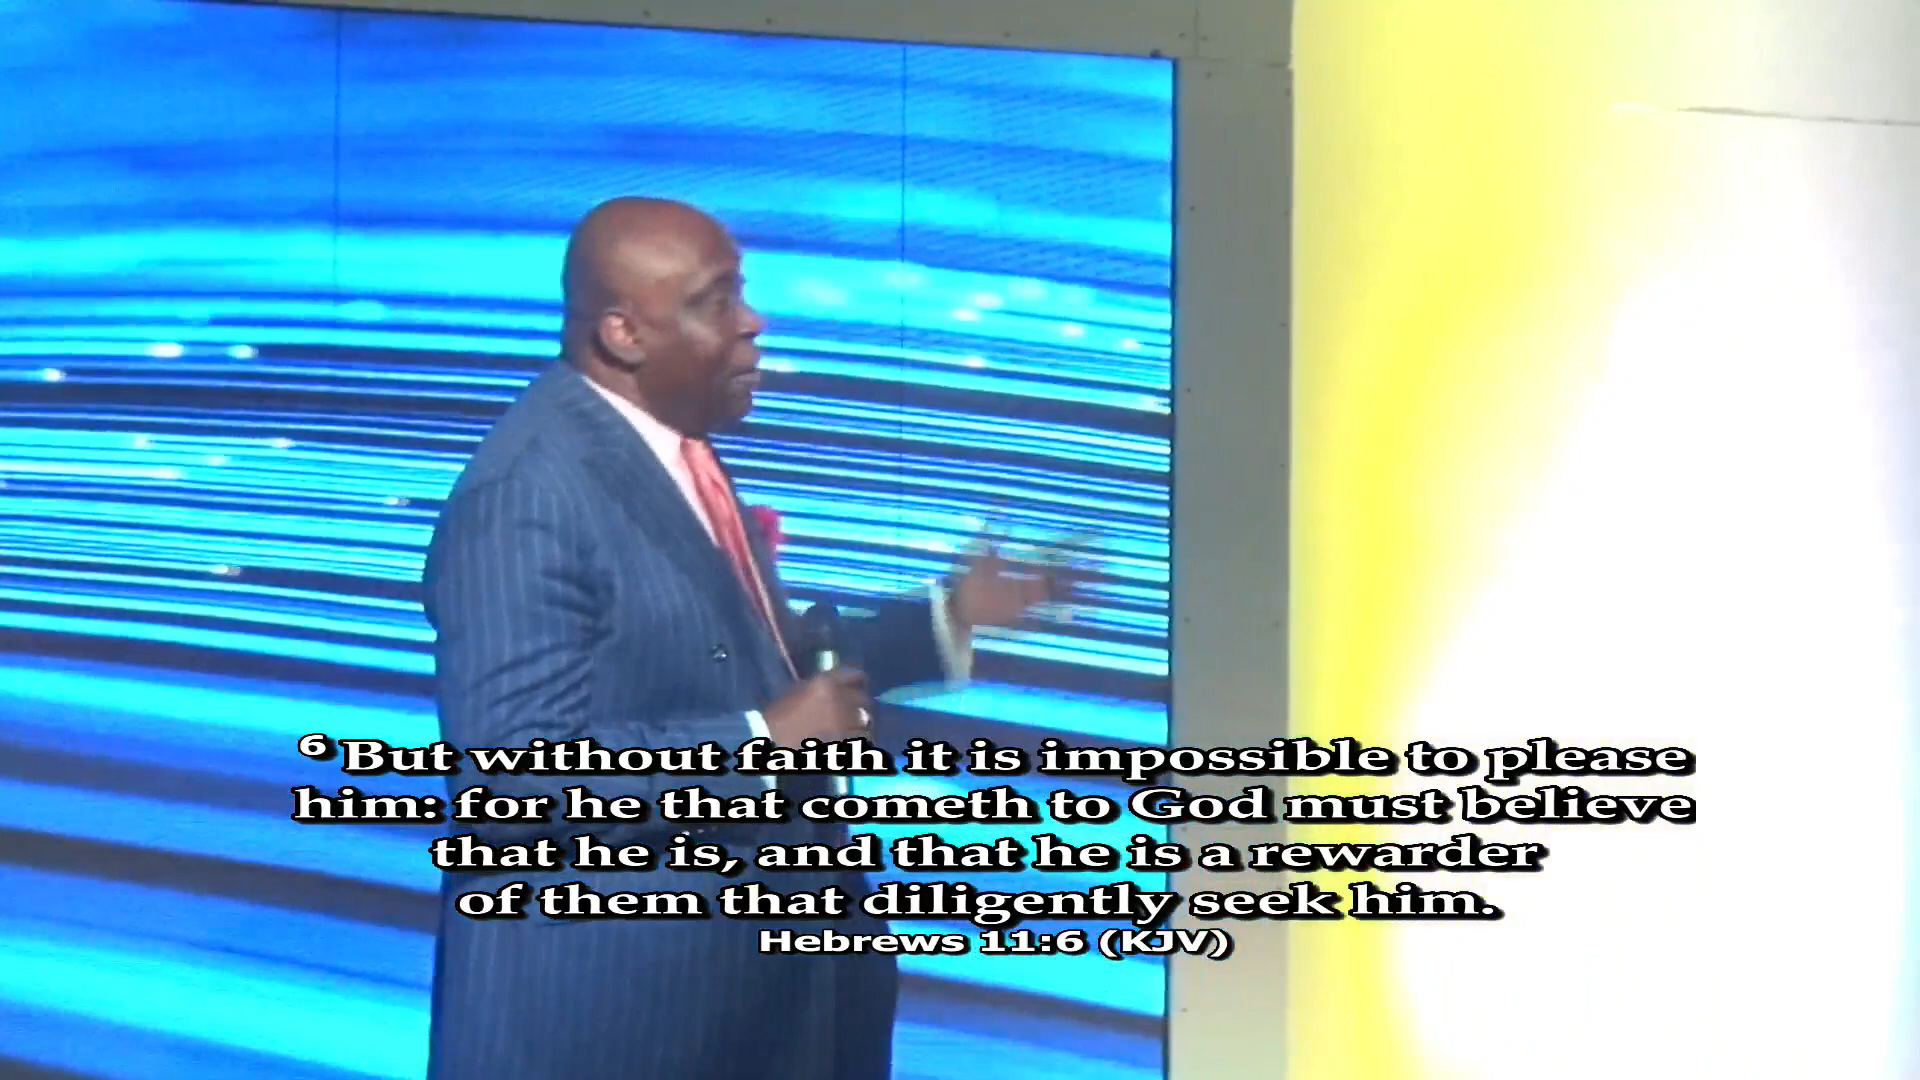 6 But without faith it is impossible to please
him: for he that cometh to God must believe
that he is, and that he is a rewarder
of them that diligently seek him.
Hebrews 11:6 (KJV)